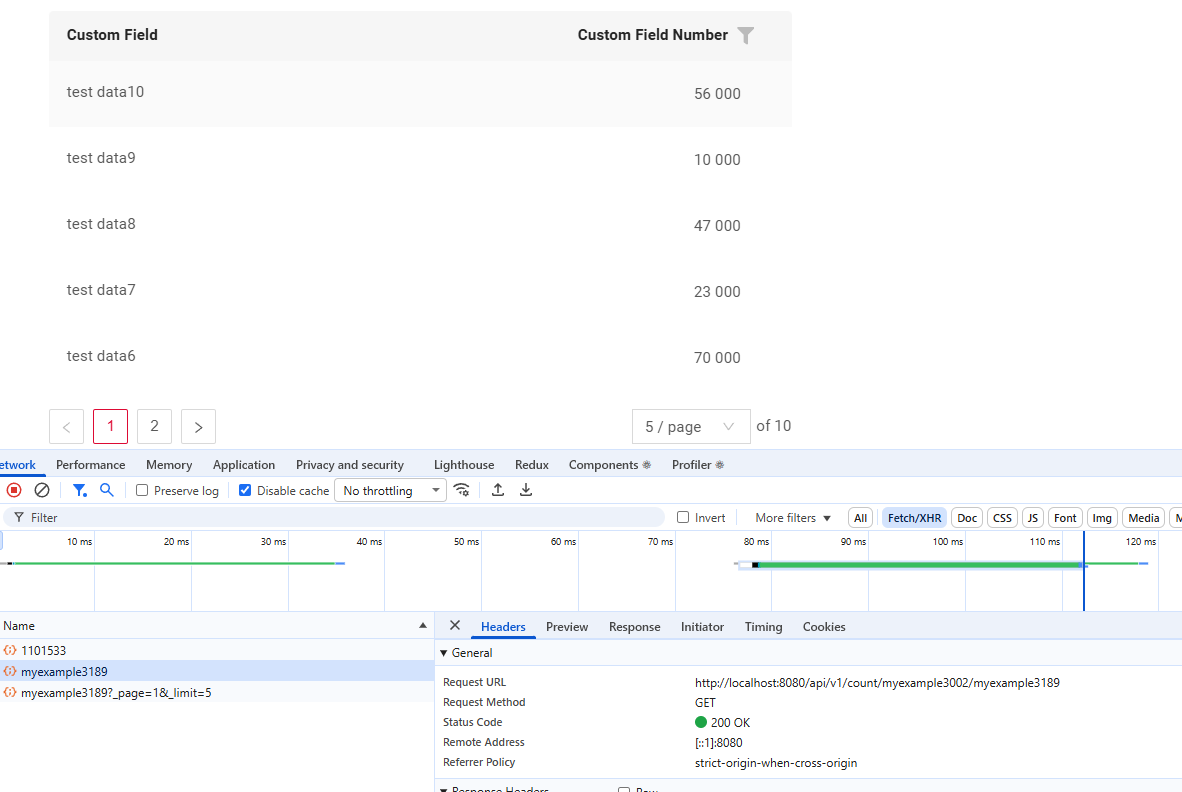 Custom Field Custom Field Number
test data10 56 000
test data9 10 000
test data8 47 000
test data7 23 000
test data6 70 000
< 1 2 > 5 / page of 10
etwork Performance Memory Application Privacy and security Lighthouse Redux Components Profiler
Preserve log Disable cache No throttling
Filter Invert More filters All Fetch/XHR Doc CSS JS Font Img Media M
10 ms 20 ms 30 ms 40 ms 50 ms 60 ms 70 ms 80 ms 90 ms 100 ms 110 ms 120 ms
Name Headers Preview Response Initiator Timing Cookies
1101533 General
myexample3189 Request URL http://localhost:8080/api/v1/count/myexample3002/myexample3189
myexample3189?_page=1&_limit=5 Request Method GET
Status Code 200 OK
Remote Address [::1]:8080
Referrer Policy strict-origin-when-cross-origin
Response Headers Raw